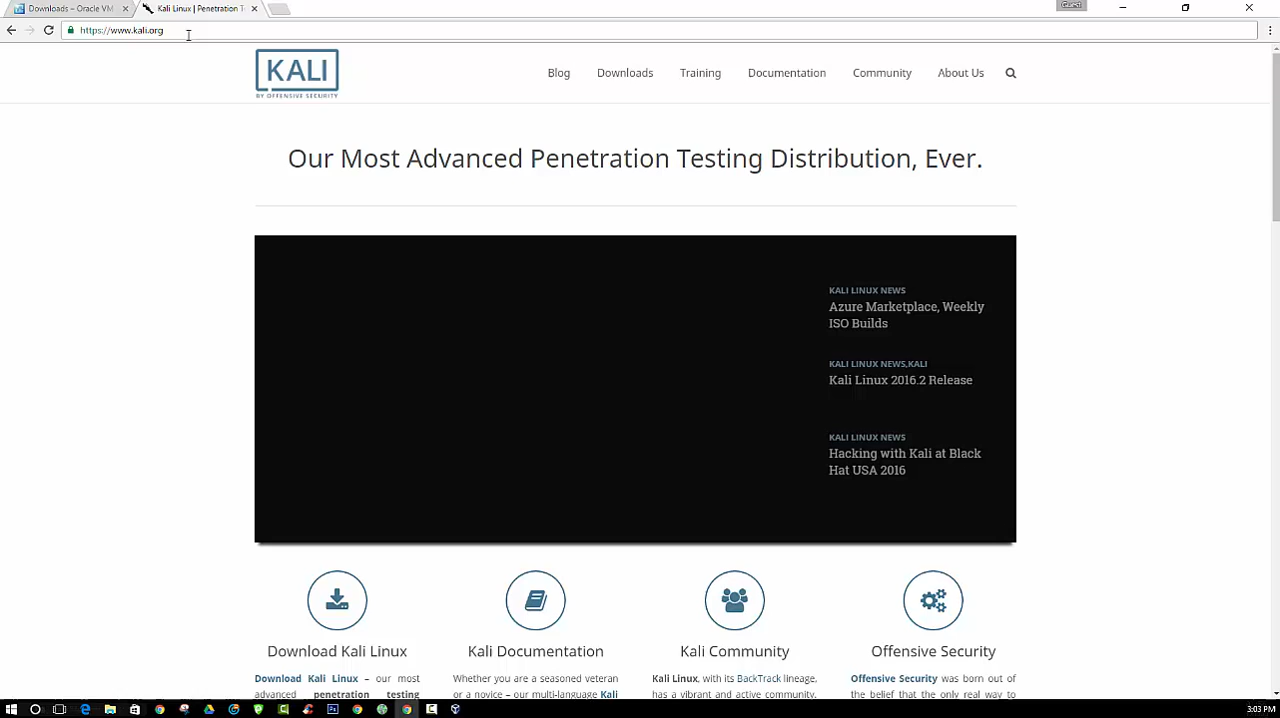 Downloads – Oracle VM
Kali Linux | Penetration T
Guest
https://www.kali.org
KALI
BY OFFENSIVE SECURITY
Blog
Downloads
Training
Documentation
Community
About Us
Our Most Advanced Penetration Testing Distribution, Ever.
KALI LINUX NEWS
Azure Marketplace, Weekly
ISO Builds
KALI LINUX NEWS,KALI
Kali Linux 2016.2 Release
KALI LINUX NEWS
Hacking with Kali at Black
Hat USA 2016
Download Kali Linux
Kali Documentation
Kali Community
Offensive Security
Download Kali Linux – our most
advanced penetration testing
Whether you are a seasoned veteran
or a novice – our multi-language Kali
Kali Linux, with its BackTrack lineage,
has a vibrant and active community.
Offensive Security was born out of
the belief that the only real way to
3:03 PM